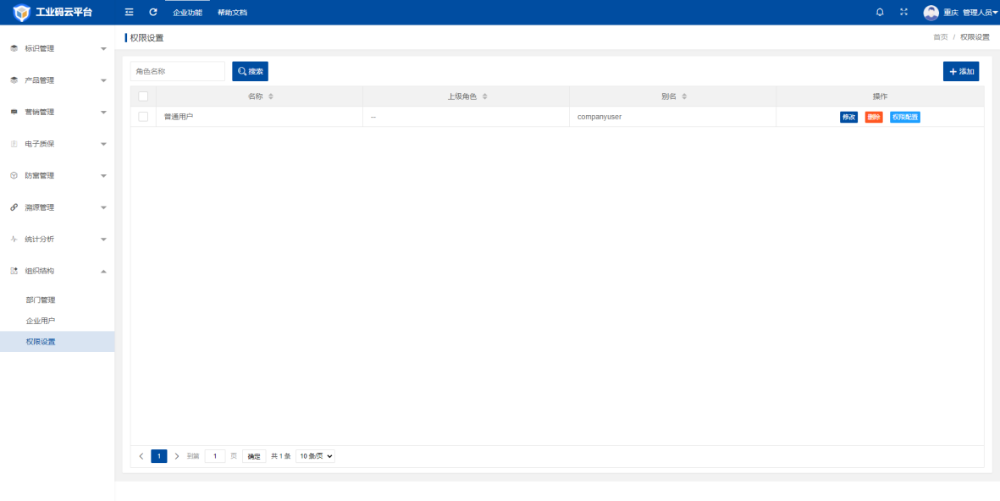 工业码云平台
企业功能 帮助文档
重庆 管理人员
标识管理
产品管理
营销管理
电子质保
防窜管理
溯源管理
统计分析
组织结构
部门管理
企业用户
权限设置
权限设置
首页 / 权限设置
角色名称 搜索 添加
名称 上级角色 别名 操作
普通用户 -- companyuser 修改 删除 权限配置
1 到第 1 页 确定 共 1 条 10 条/页